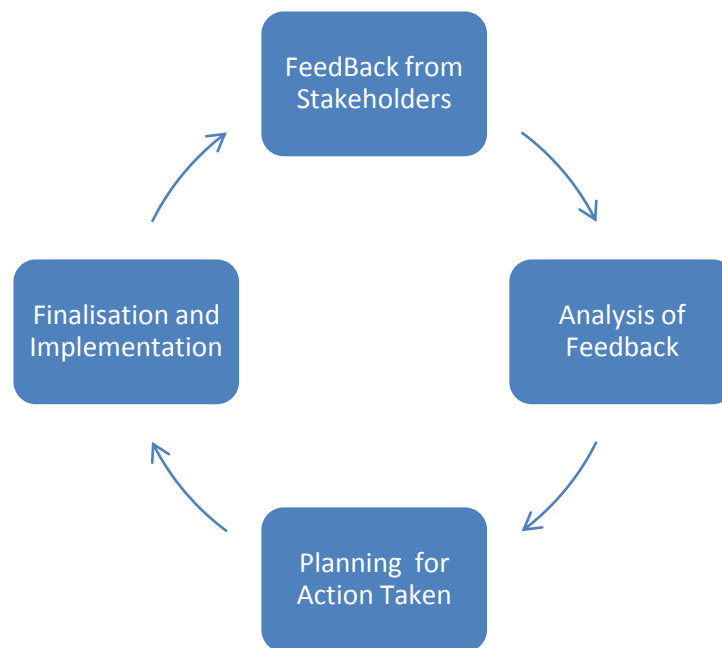 FeedBack from
Stakeholders
Analysis of
Feedback
Planning  for
Action Taken
Finalisation and
Implementation